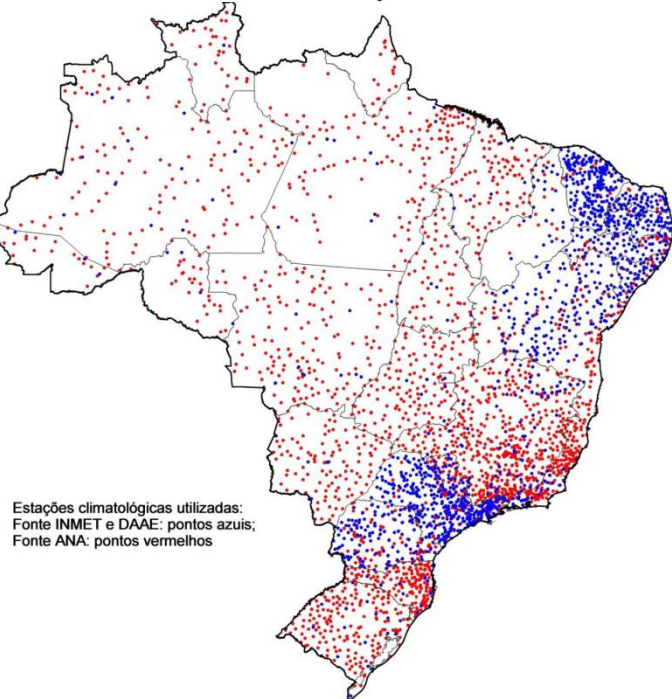 Estações climatológicas utilizadas:
Fonte INMET e DAAE: pontos azuis;
Fonte ANA: pontos vermelhos